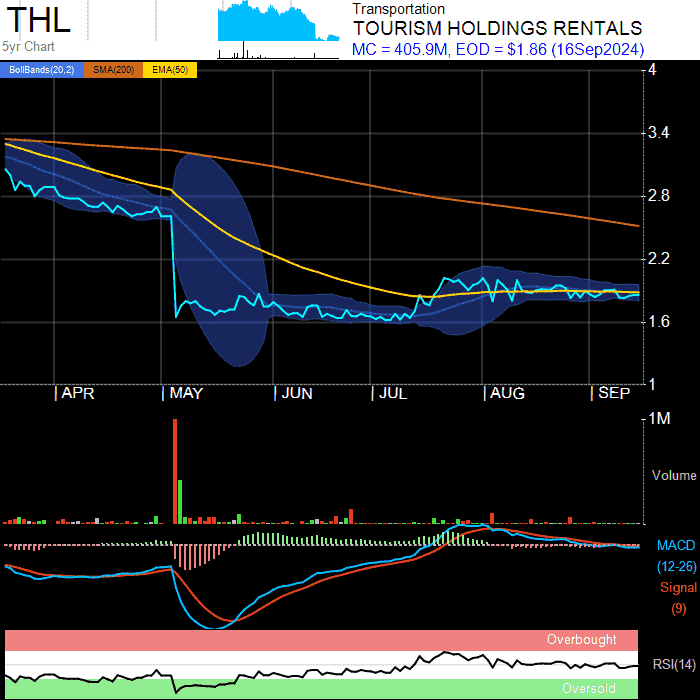 THL
5yr Chart
Transportation
TOURISM HOLDINGS RENTALS
MC = 405.9M, EOD = $1.86 (16Sep2024)
BollBands(20,2) SMA(200) EMA(50)
4
3.4
2.8
2.2
1.6
1
| APR | MAY | JUN | JUL | AUG | SEP
1M
Volume
MACD
(12-26)
Signal
(9)
Overbought
RSI(14)
Oversold